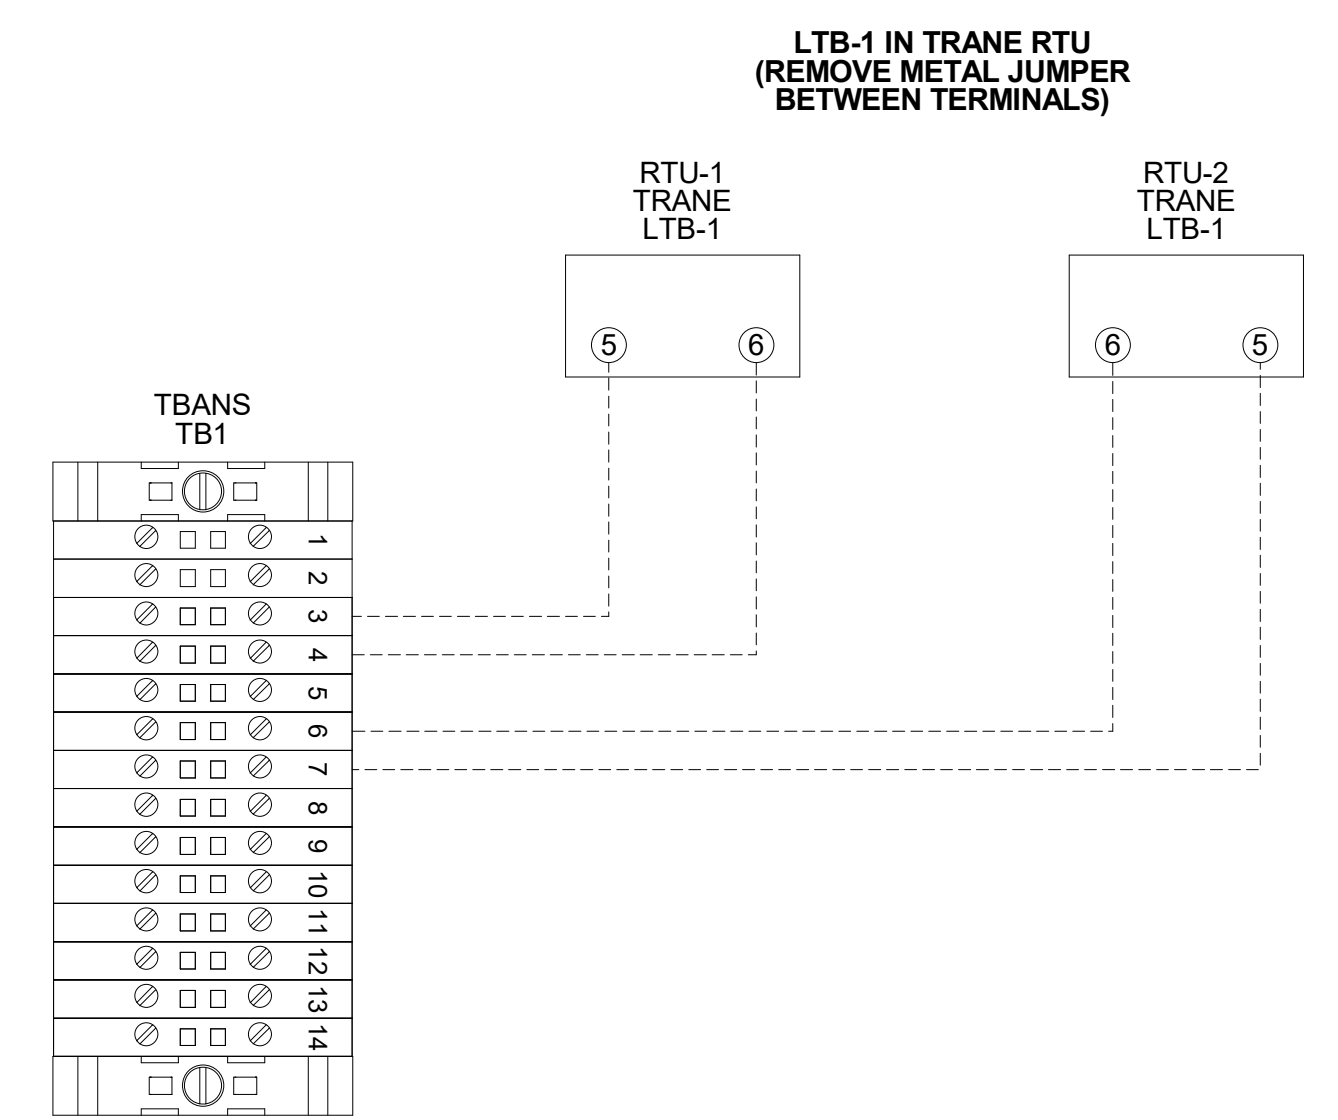 LTB-1 IN TRANE RTU
(REMOVE METAL JUMPER
BETWEEN TERMINALS)
RTU-1
TRANE
LTB-1
5
6
RTU-2
TRANE
LTB-1
6
5
TBANS
TB1
1
2
3
4
5
6
7
8
9
10
11
12
13
14